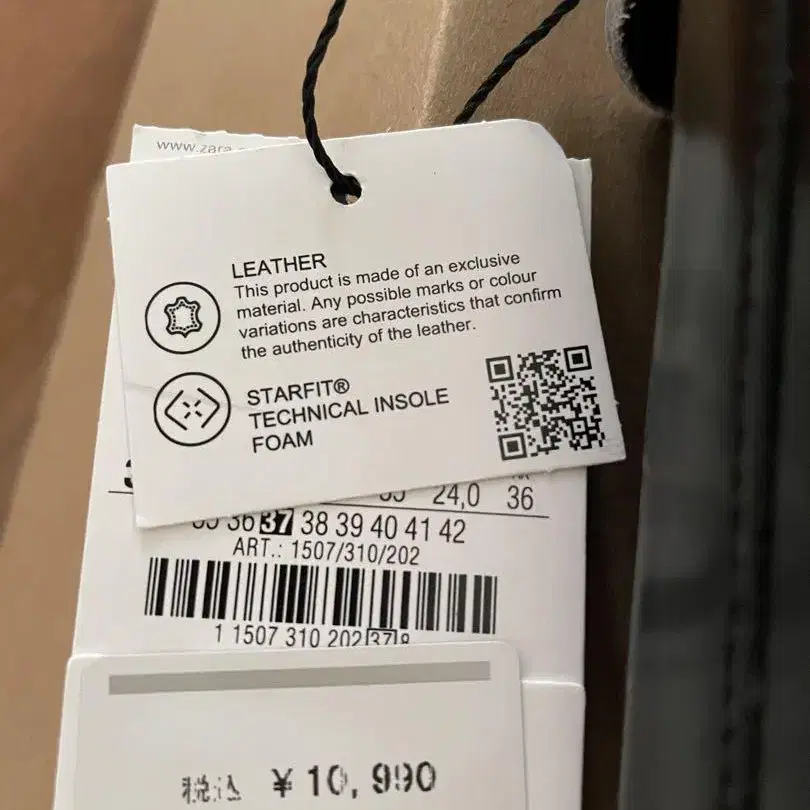 www.zara
LEATHER
This product is made of an exclusive
material. Any possible marks or colour
variations are characteristics that confirm
the authenticity of the leather.
STARFIT®
TECHNICAL INSOLE
FOAM
24,0 36
36 37 38 39 40 41 42
ART.: 1507/310/202
1 1507 310 202 37 8
税込 ¥10,990